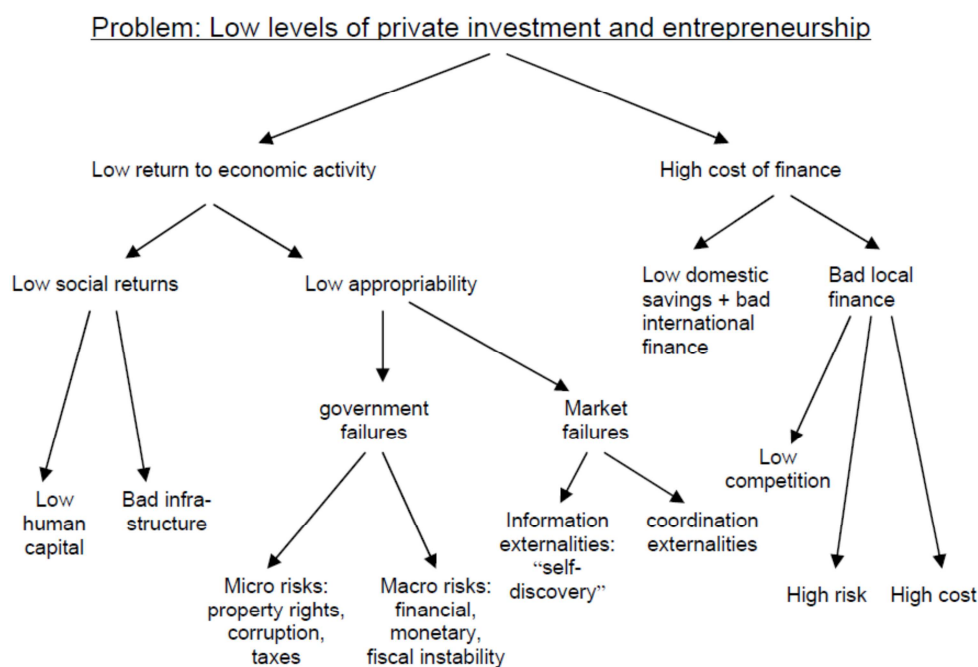 Problem: Low levels of private investment and entrepreneurship
Low return to economic activity
High cost of finance
Low social returns
Low appropriability
Low domestic
savings + bad
international
finance
Bad local
finance
government
failures
Market
failures
Low
competition
Low
human
capital
Bad infra-
structure
Information
externalities:
“self-
discovery”
coordination
externalities
Micro risks:
property rights,
corruption,
taxes
Macro risks:
financial,
monetary,
fiscal instability
High risk
High cost